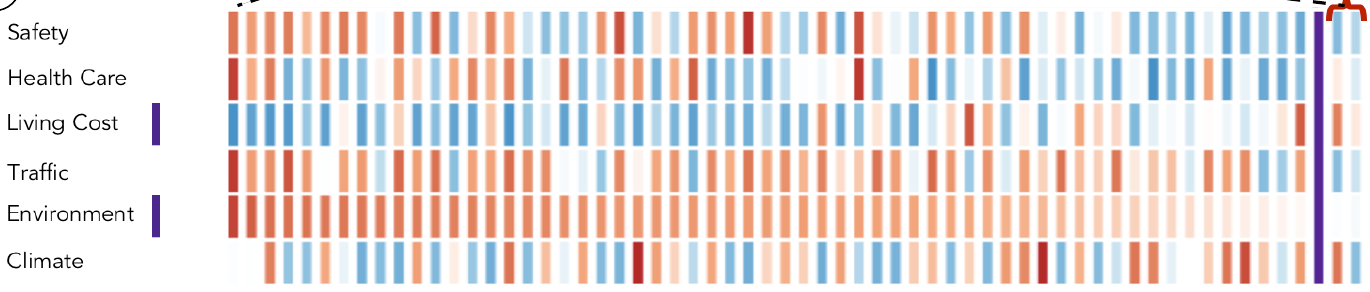 Safety
Health Care
Living Cost
Traffic
Environment
Climate